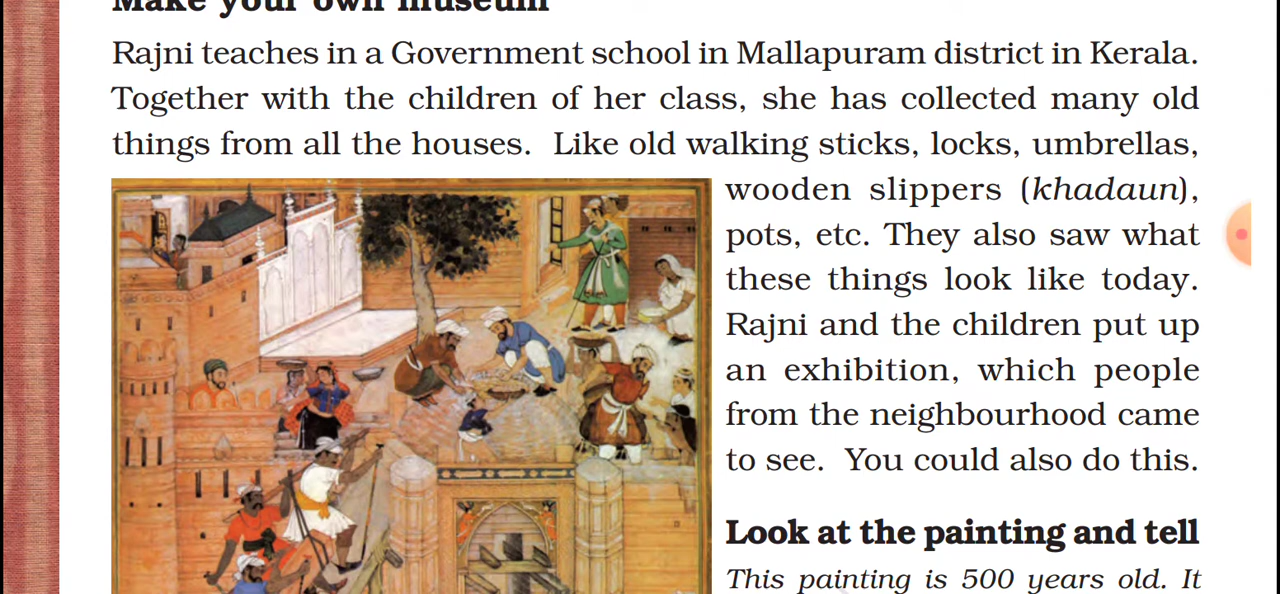 Make your own museum
Rajni teaches in a Government school in Mallapuram district in Kerala.
Together with the children of her class, she has collected many old
things from all the houses. Like old walking sticks, locks, umbrellas,
wooden slippers (khadaun),
pots, etc. They also saw what
these things look like today.
Rajni and the children put up
an exhibition, which people
from the neighbourhood came
to see. You could also do this.
Look at the painting and tell
This painting is 500 years old. It